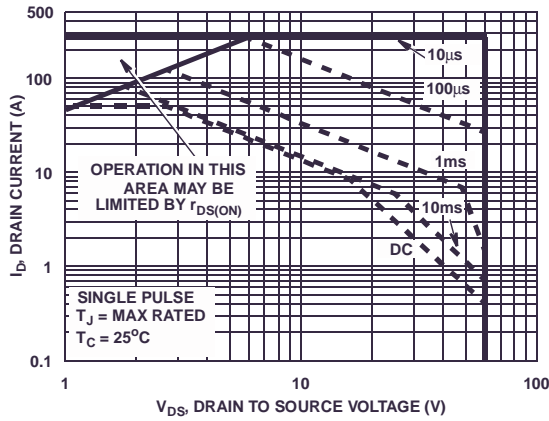 500
100
10
1
0.1
I_D, DRAIN CURRENT (A)
10µs
100µs
1ms
10ms
DC
OPERATION IN THIS
AREA MAY BE
LIMITED BY r_DS(ON)
SINGLE PULSE
T_J = MAX RATED
T_C = 25°C
1
10
100
V_DS, DRAIN TO SOURCE VOLTAGE (V)